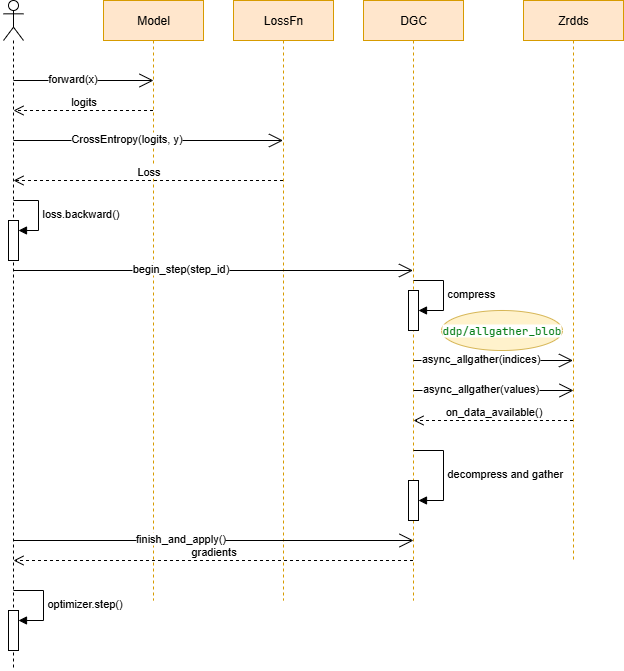 Model
LossFn
DGC
Zrdds
forward(x)
logits
CrossEntropy(logits, y)
Loss
loss.backward()
begin_step(step_id)
compress
ddp/allgather_blob
async_allgather(indices)
async_allgather(values)
on_data_available()
decompress and gather
finish_and_apply()
gradients
optimizer.step()